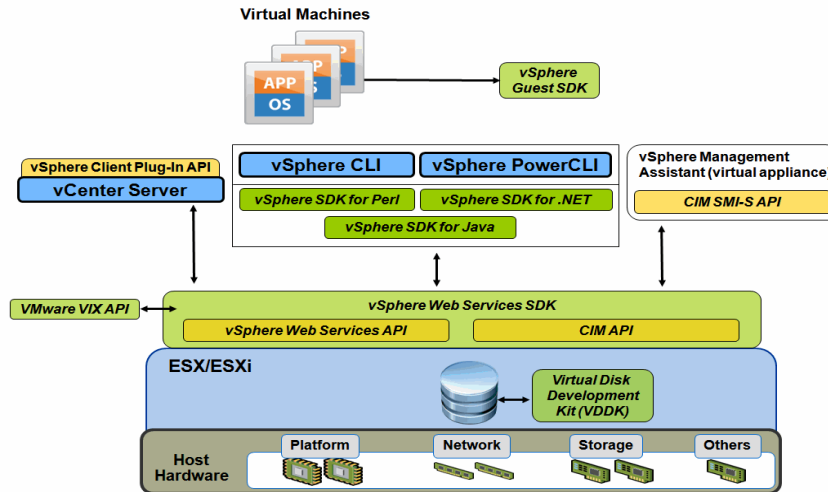 Virtual Machines
APP
OS
APP
S
APP
S
vSphere
Guest SDK
vSphere Client Plug-In API
vCenter Server
vSphere CLI
vSphere PowerCLI
vSphere SDK for Perl
vSphere SDK for .NET
vSphere SDK for Java
vSphere Management
Assistant (virtual appliance)
CIM SMI-S API
VMware VIX API
vSphere Web Services SDK
vSphere Web Services API
CIM API
ESX/ESXi
Virtual Disk
Development
Kit (VDDK)
Host
Hardware
Platform
Network
Storage
Others